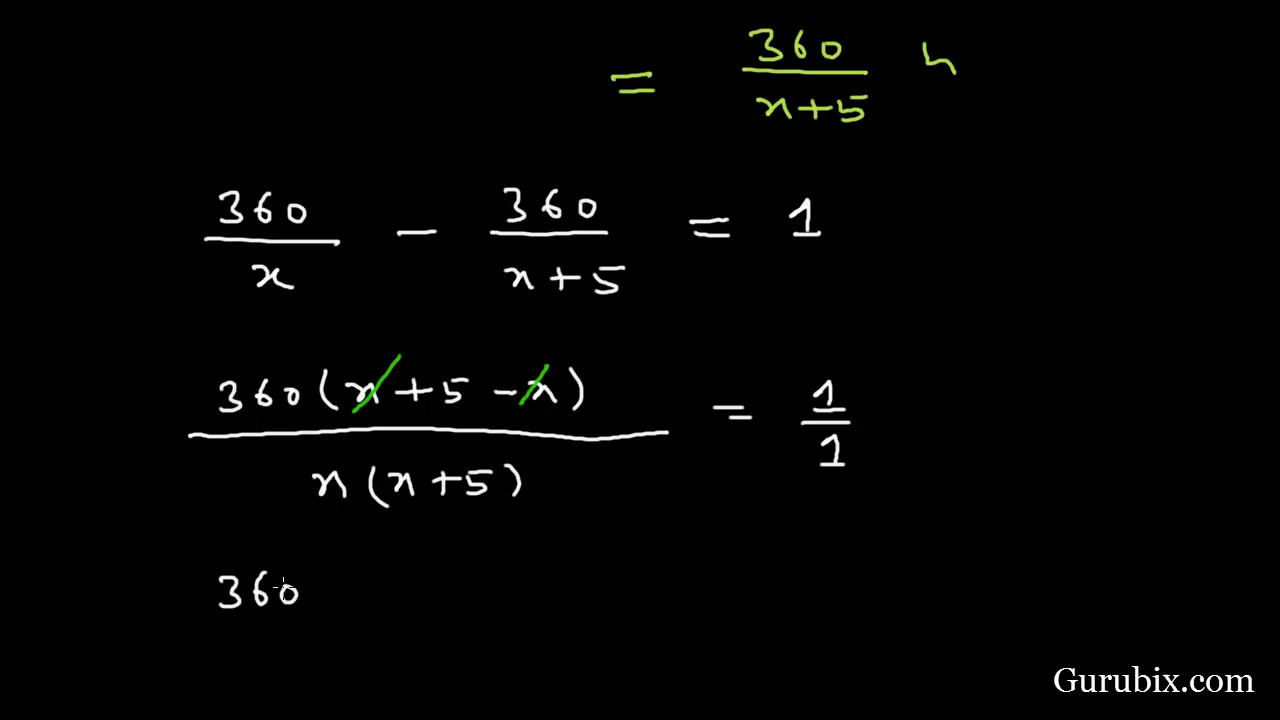 = 360/(x+5) h
360/x - 360/(x+5) = 1
360(x+5-x)/x(x+5) = 1/1
360
Gurubix.com